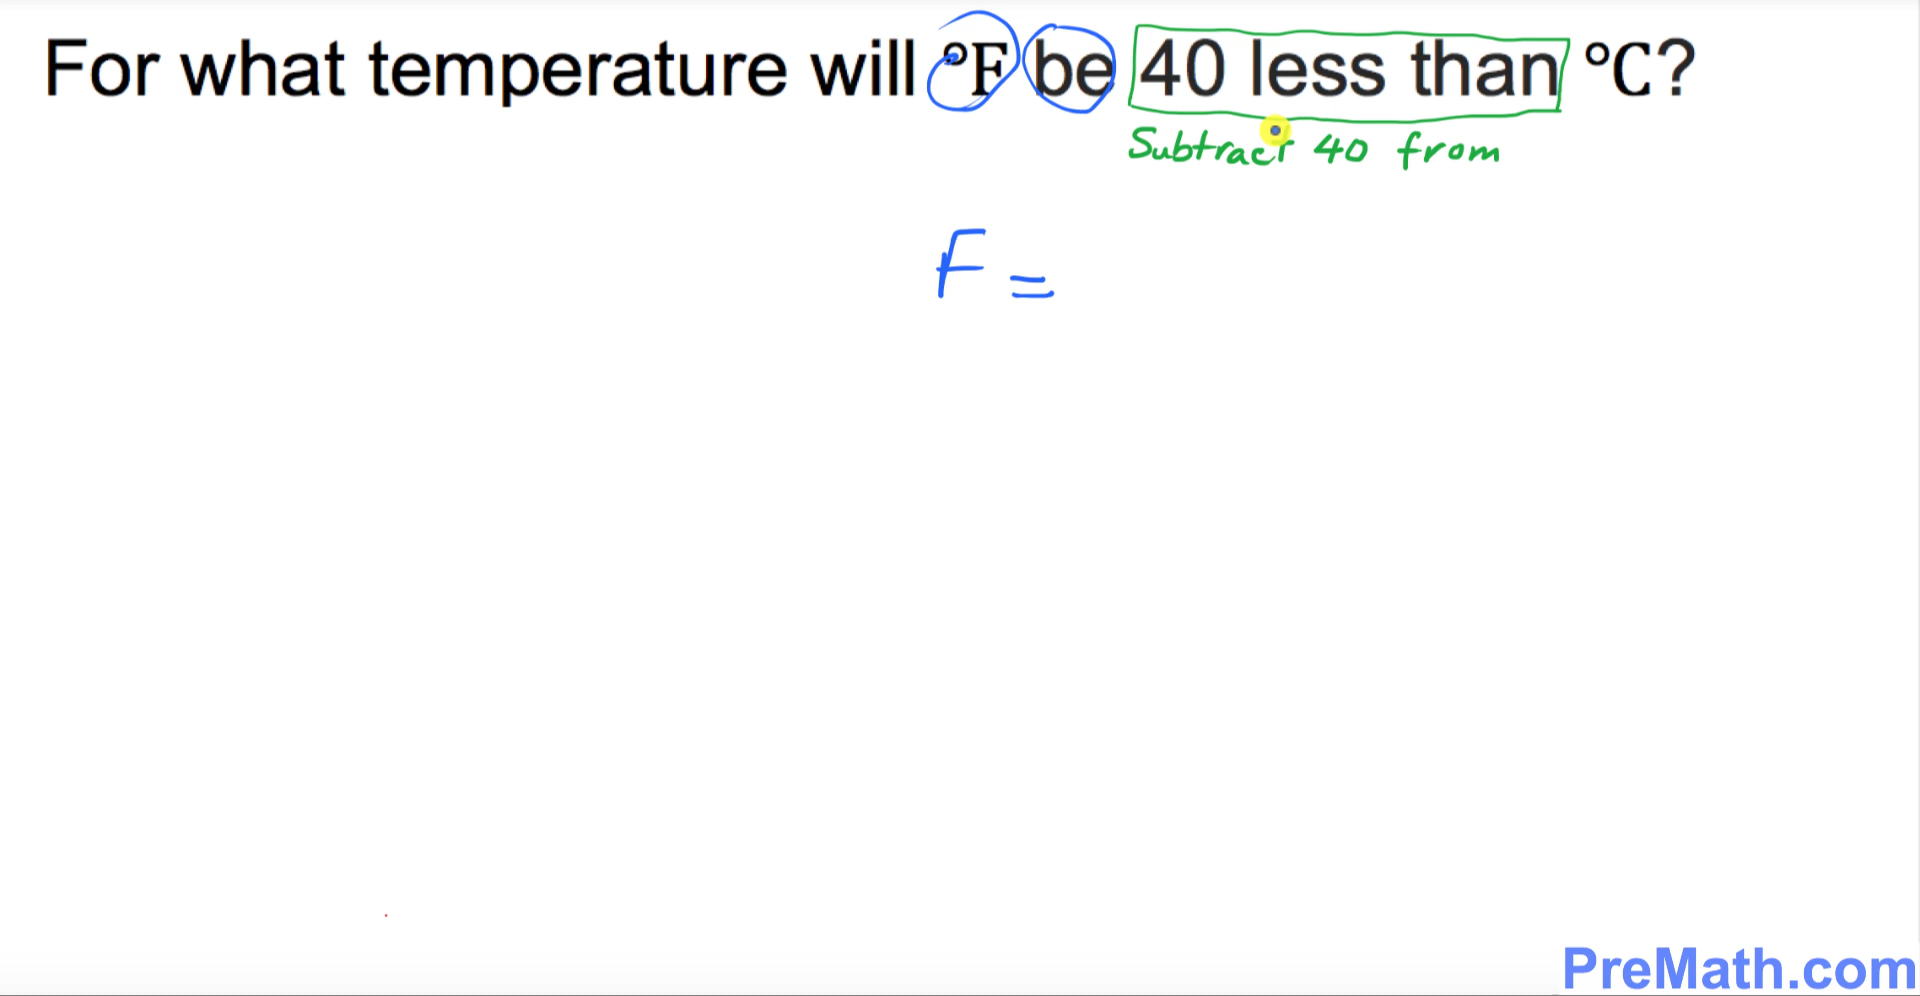 For what temperature will °F be 40 less than °C?
Subtract 40 from
F =
PreMath.com